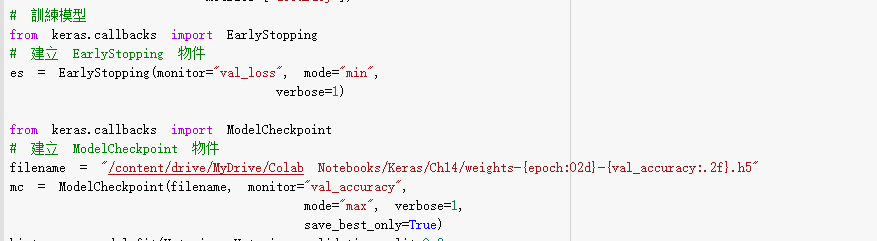 # 訓練模型
from keras.callbacks import EarlyStopping
# 建立 EarlyStopping 物件
es = EarlyStopping(monitor="val_loss", mode="min",
verbose=1)
from keras.callbacks import ModelCheckpoint
# 建立 ModelCheckpoint 物件
filename = "/content/drive/MyDrive/Colab Notebooks/Keras/Ch14/weights-{epoch:02d}-{val_accuracy:.2f}.h5"
mc = ModelCheckpoint(filename, monitor="val_accuracy",
mode="max", verbose=1,
save_best_only=True)